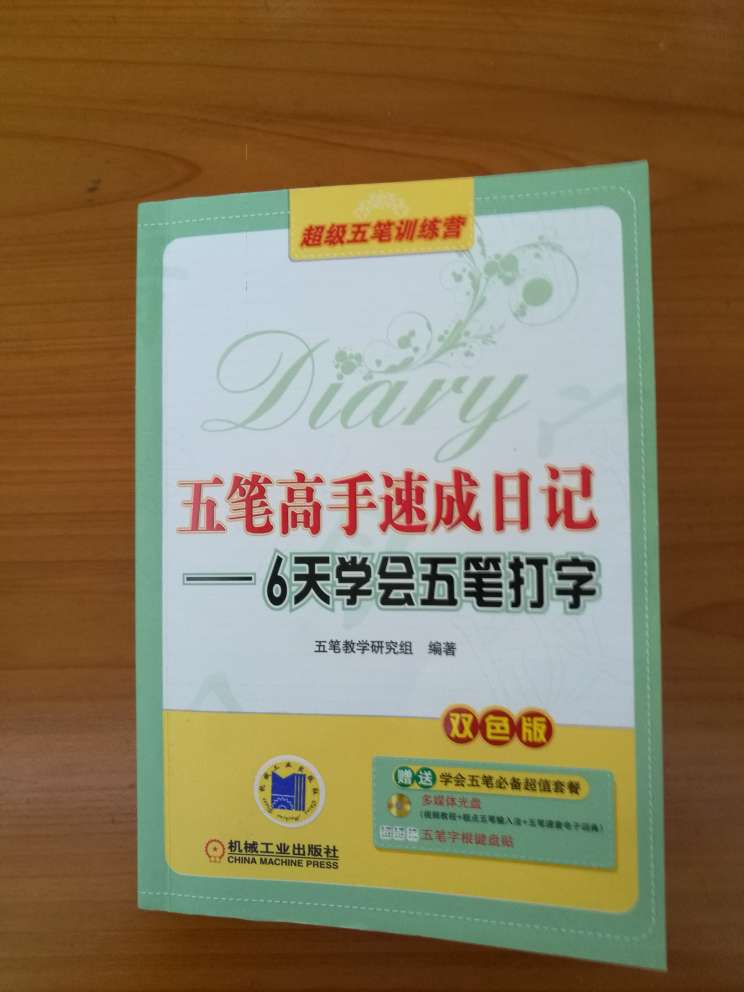 超级五笔训练营
Diary
五笔高手速成日记
——6天学会五笔打字
五笔教学研究组 编著
双色版
赠送 学会五笔必备超值套餐
多媒体光盘
五笔字根键盘贴
机械工业出版社
CHINA MACHINE PRESS